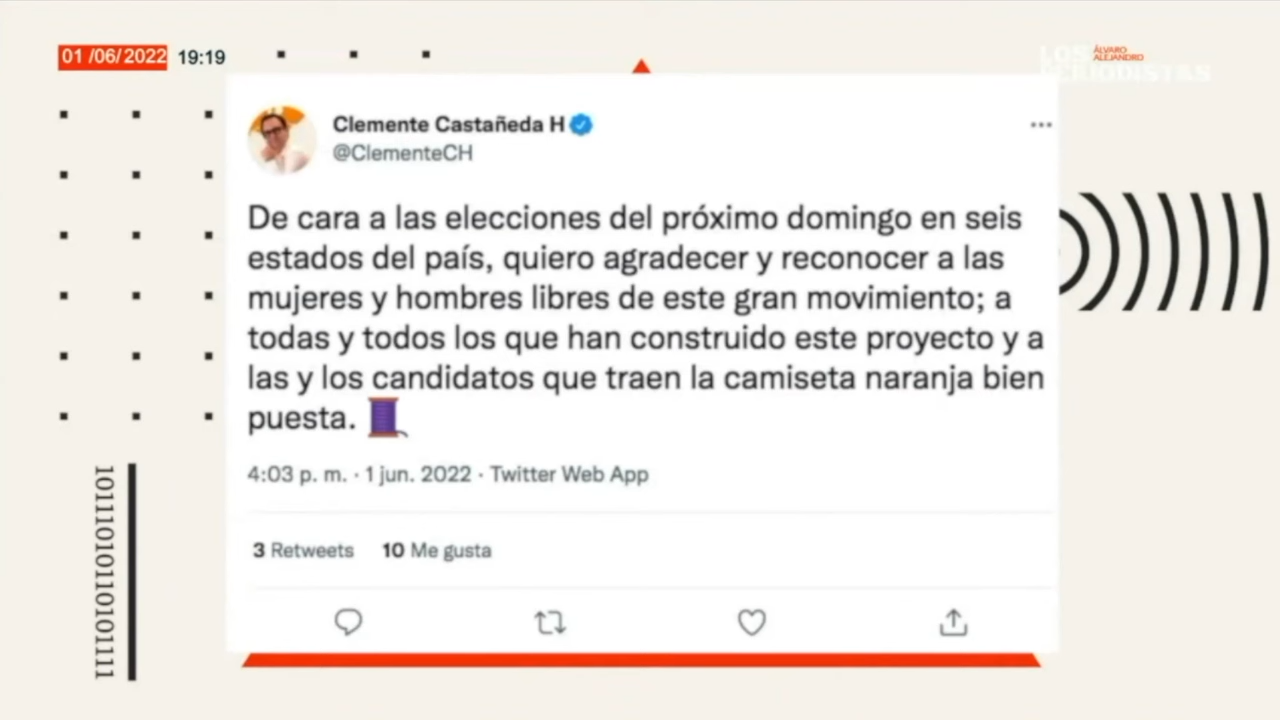 01 /06/2022 19:19
LOS ÁLVARO ALEJANDRO
PERIODISTAS
Clemente Castañeda H
@ClementeCH
De cara a las elecciones del próximo domingo en seis
estados del país, quiero agradecer y reconocer a las
mujeres y hombres libres de este gran movimiento; a
todas y todos los que han construido este proyecto y a
las y los candidatos que traen la camiseta naranja bien
puesta.
4:03 p. m. · 1 jun. 2022 · Twitter Web App
3 Retweets 10 Me gusta
1011101011010101111